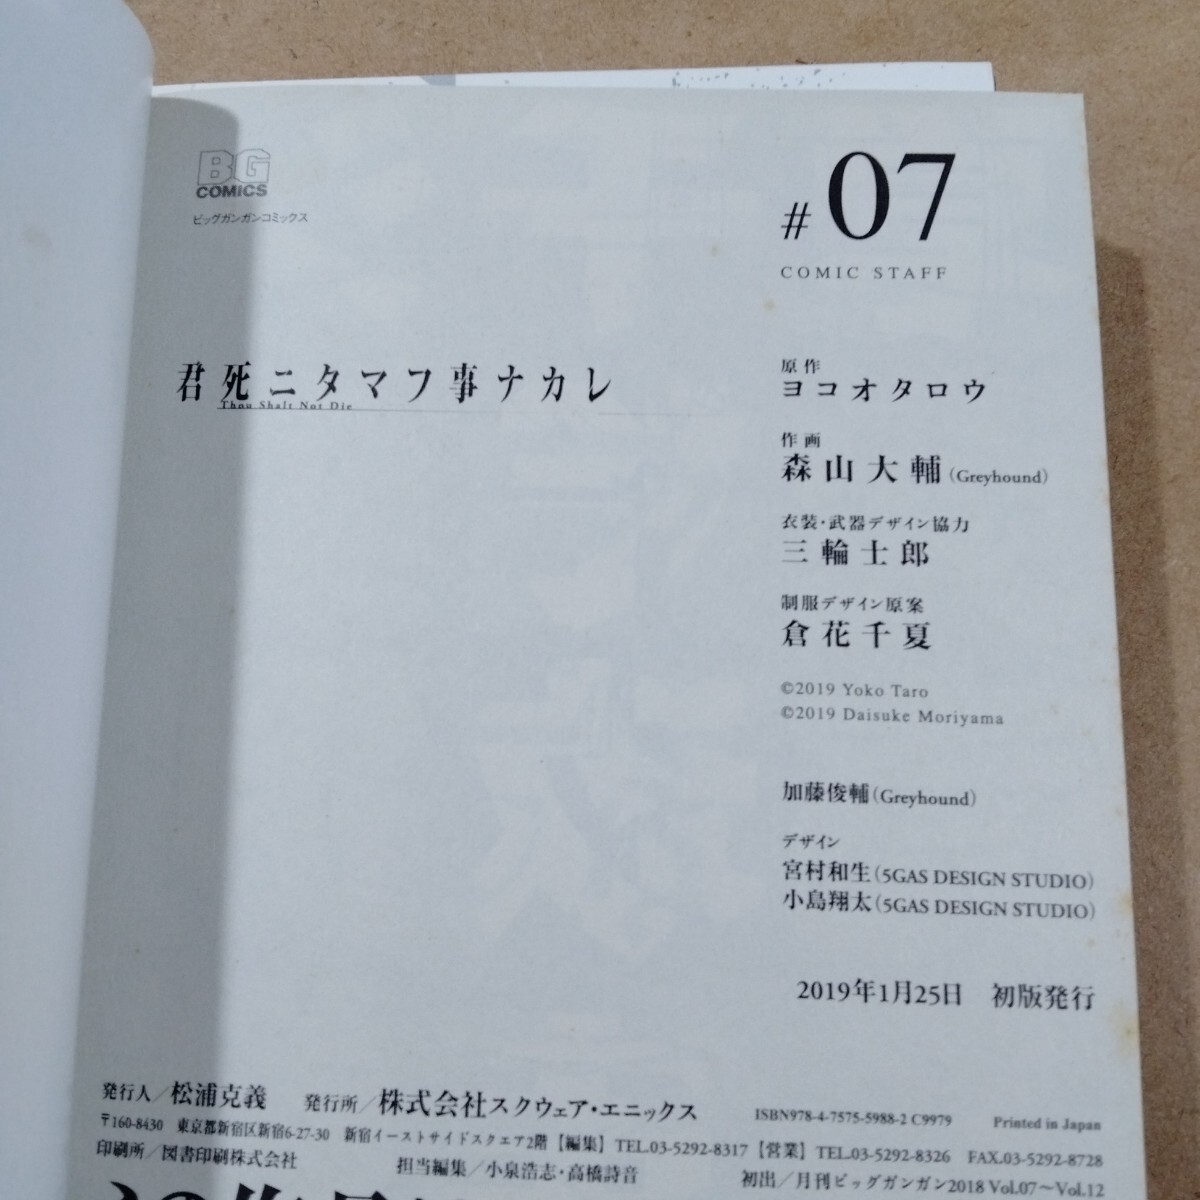 BG
COMICS
ビッグガンガンコミックス
#07
COMIC STAFF
君死ニタマフ事ナカレ
Thou Shalt Not Die
原作
ヨコオタロウ
作画
森山大輔(Greyhound)
衣装・武器デザイン協力
三輪士郎
制服デザイン原案
倉花千夏
©2019 Yoko Taro
©2019 Daisuke Moriyama
加藤俊輔(Greyhound)
デザイン
宮村和生(5GAS DESIGN STUDIO)
小島翔太(5GAS DESIGN STUDIO)
2019年1月25日 初版発行
発行人/松浦克義 発行所/株式会社スクウェア・エニックス ISBN978-4-7575-5988-2 C9979 Printed in Japan
〒160-8430 東京都新宿区新宿6-27-30 新宿イーストサイドスクエア2階【編集】TEL.03-5292-8317【営業】TEL.03-5292-8326 FAX.03-5292-8728
印刷所/図書印刷株式会社 担当編集/小泉浩志・高橋詩音 初出/月刊ビッグガンガン2018 Vol.07〜Vol.12